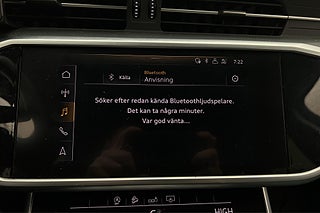 7:22
Källa
Bluetooth
Anvisning
Söker efter redan kända Bluetoothljudspelare.
Det kan ta några minuter.
Var god vänta...
HIGH